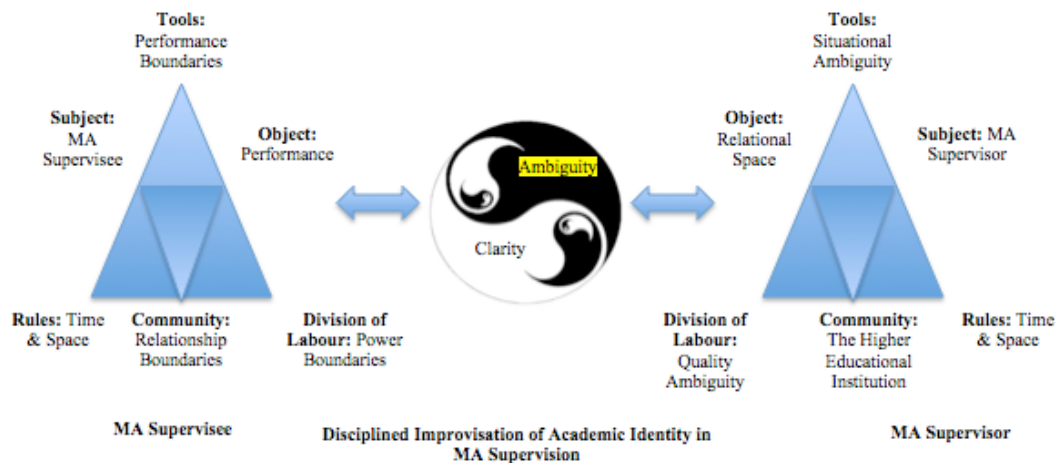 Tools:
Performance
Boundaries
Subject:
MA
Supervisee
Object:
Performance
Rules: Time
& Space
Community:
Relationship
Boundaries
Division of
Labour: Power
Boundaries
MA Supervisee
Ambiguity
Clarity
Disciplined Improvisation of Academic Identity in
MA Supervision
Tools:
Situational
Ambiguity
Object:
Relational
Space
Subject: MA
Supervisor
Division of
Labour:
Quality
Ambiguity
Community:
The Higher
Educational
Institution
Rules: Time
& Space
MA Supervisor